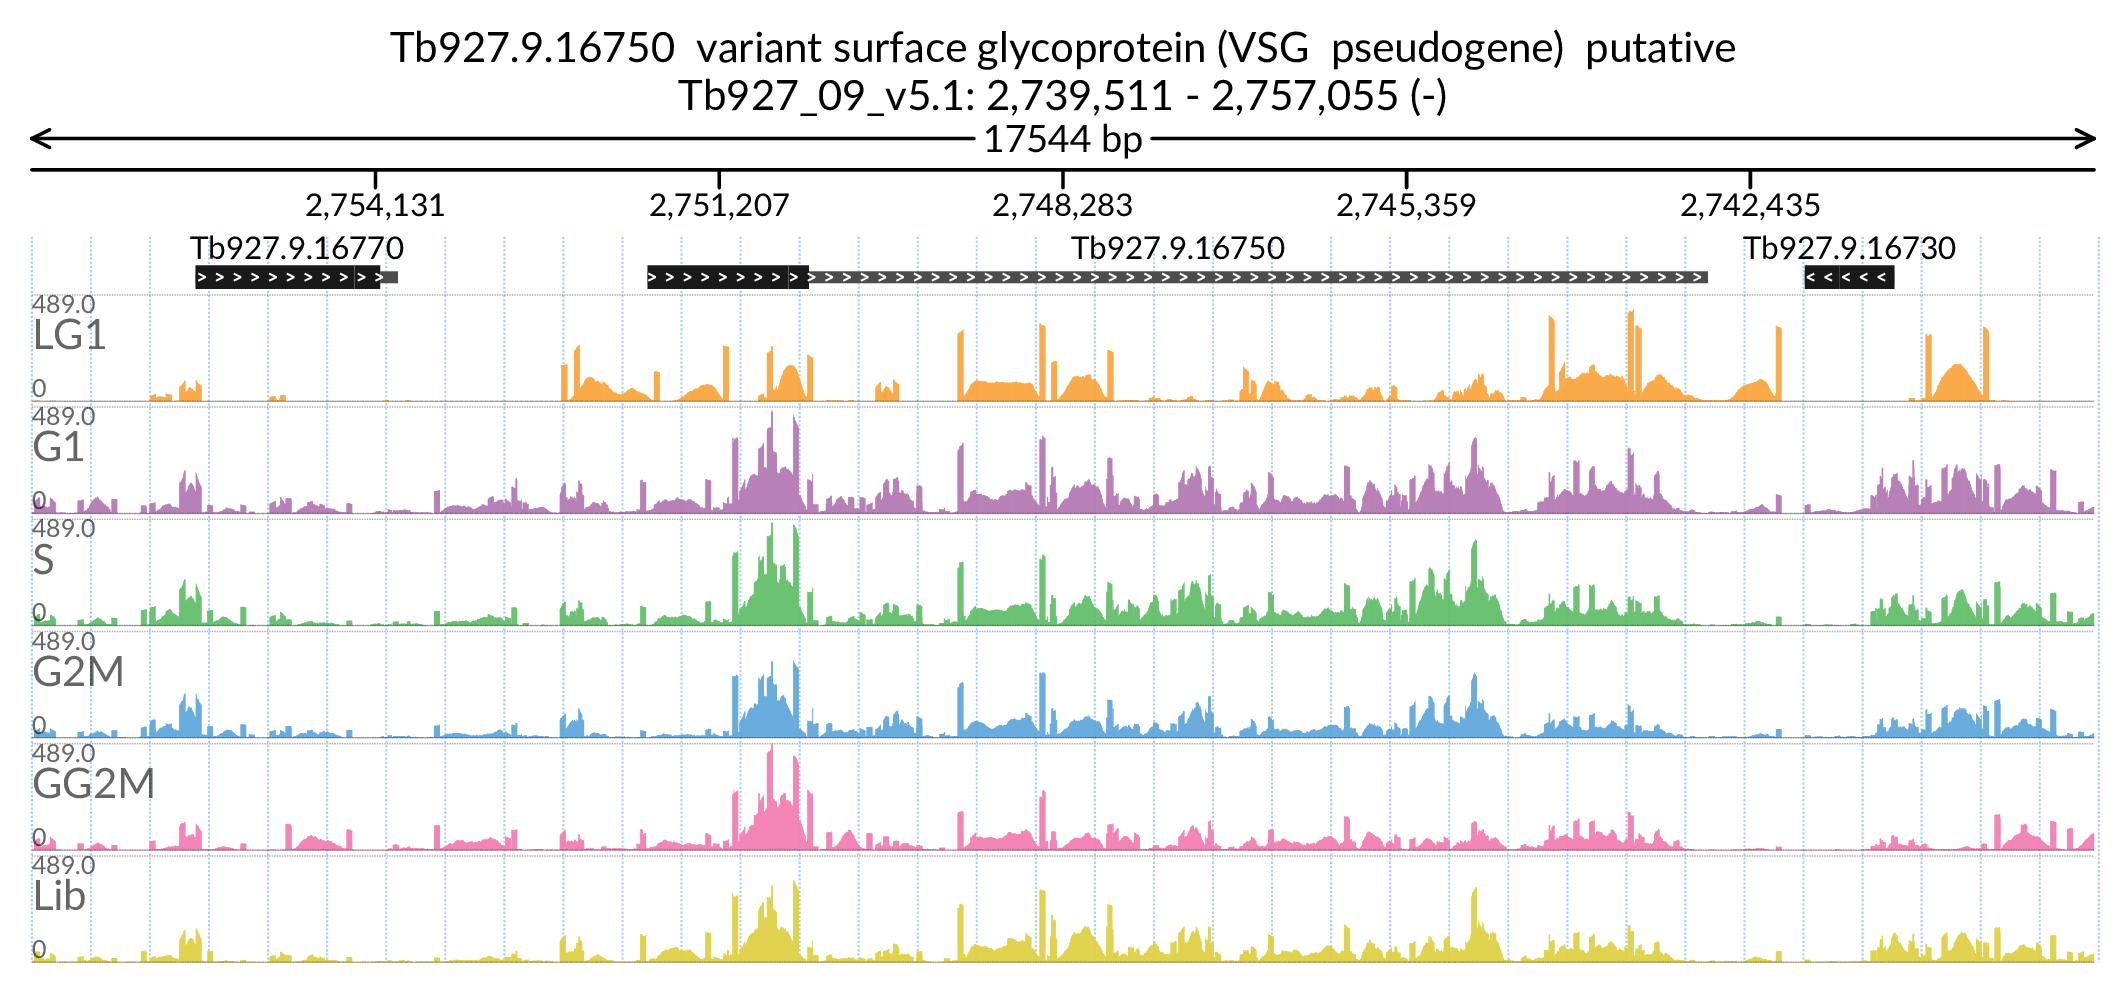 Tb927.9.16750 variant surface glycoprotein (VSG pseudogene) putative
Tb927_09_v5.1: 2,739,511 - 2,757,055 (-)
17544 bp
2,754,131 2,751,207 2,748,283 2,745,359 2,742,435
Tb927.9.16770 Tb927.9.16750 Tb927.9.16730
489.0
LG1
0
489.0
G1
0
489.0
S
0
489.0
G2M
0
489.0
GG2M
0
489.0
Lib
0